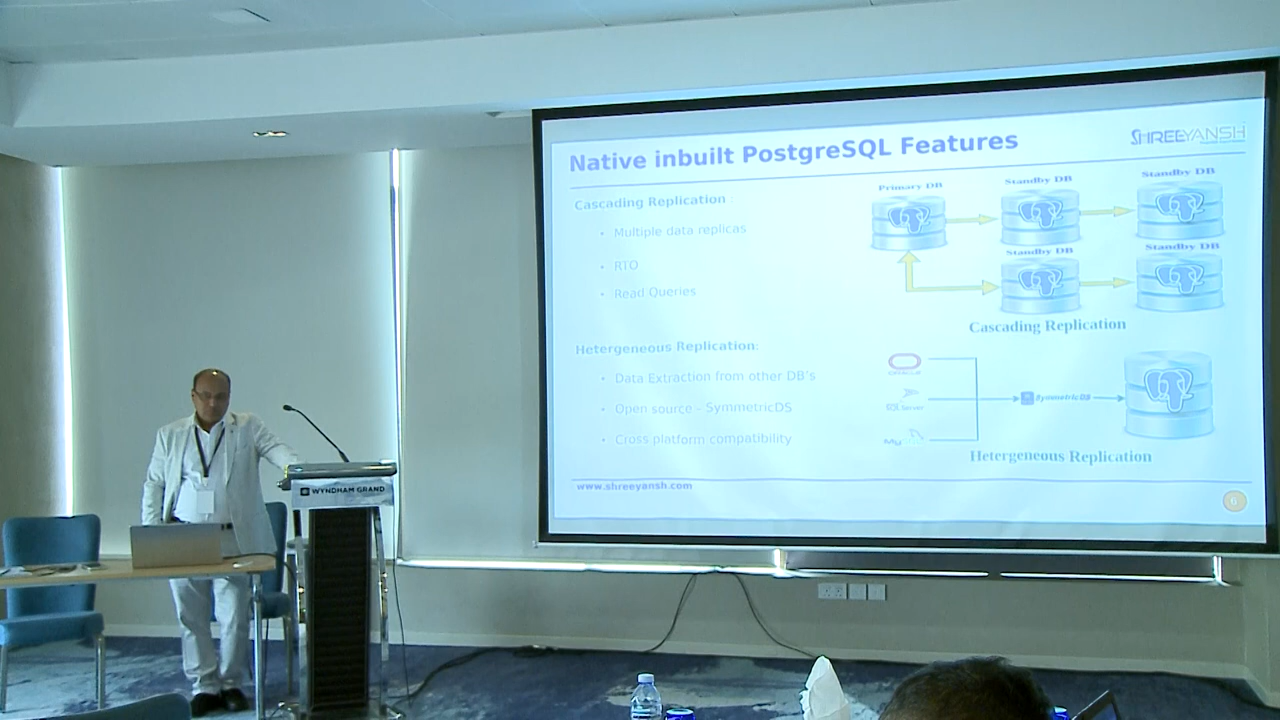 Native inbuilt PostgreSQL Features
SHREEYANSH
Cascading Replication :
• Multiple data replicas
• RTO
• Read Queries
Primary DB
Standby DB
Standby DB
Standby DB
Standby DB
Cascading Replication
Hetergeneous Replication:
• Data Extraction from other DB's
• Open source – SymmetricDS
• Cross platform compatibility
ORACLE
SQL Server
My
SymmetricDS
Hetergeneous Replication
www.shreeyansh.com
6
WYNDHAM GRAND